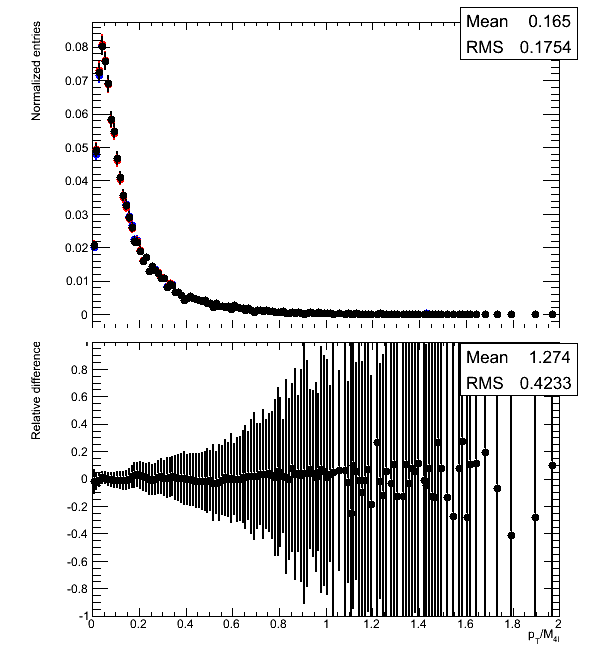 Mean 0.165
RMS 0.1754
Normalized entries
0.08
0.07
0.06
0.05
0.04
0.03
0.02
0.01
0
Mean 1.274
RMS 0.4233
Relative difference
0.8
0.6
0.4
0.2
0
-0.2
-0.4
-0.6
-0.8
-1
0 0.2 0.4 0.6 0.8 1 1.2 1.4 1.6 1.8 2
pT/M4l